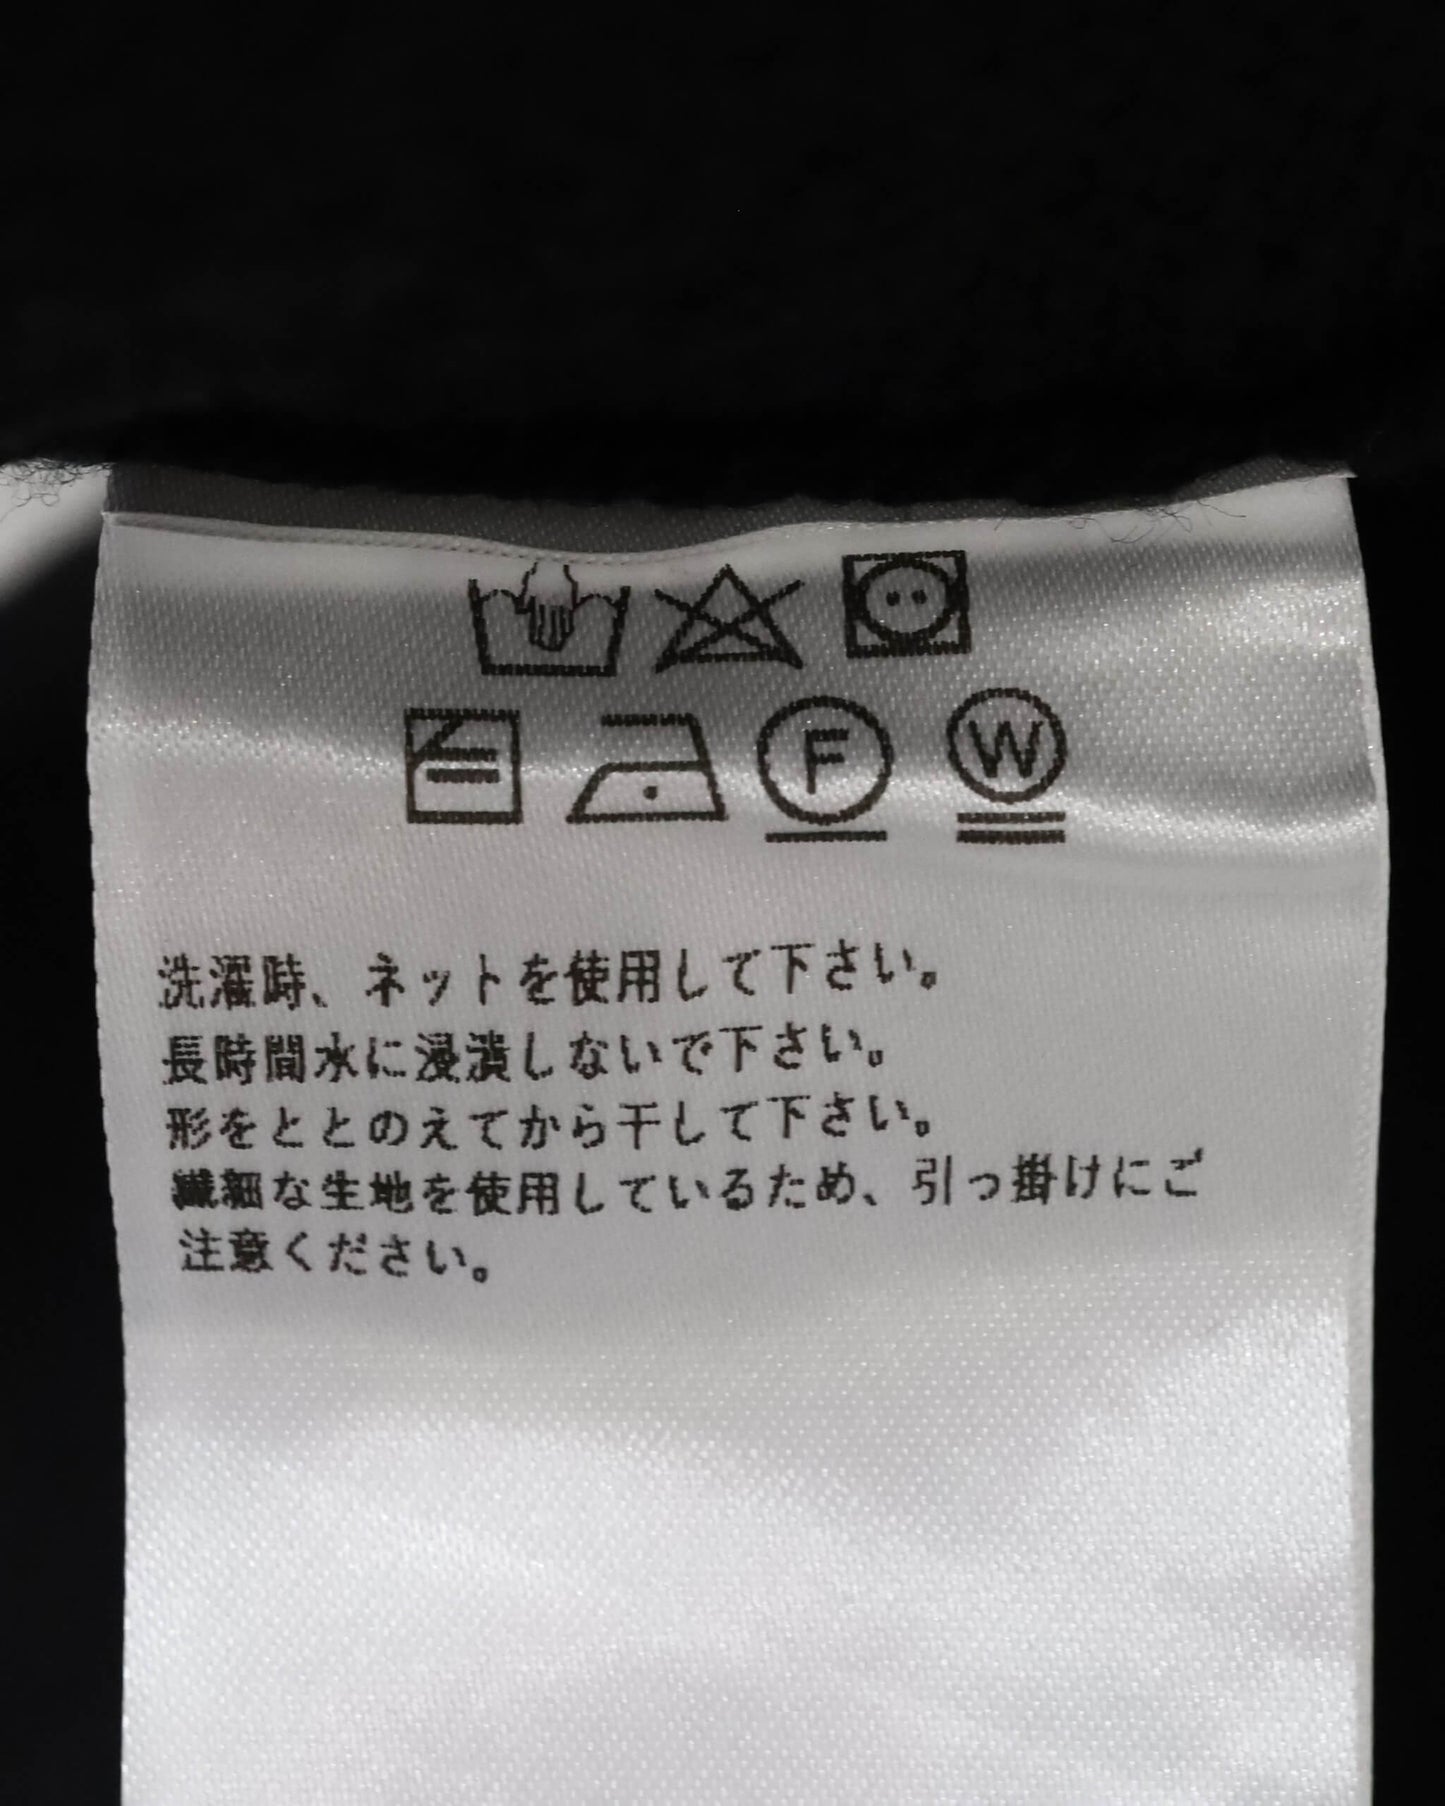 F W
洗濯時、ネットを使用して下さい。
長時間水に浸漬しないで下さい。
形をととのえてから干して下さい。
繊細な生地を使用しているため、引っ掛けにご
注意ください。